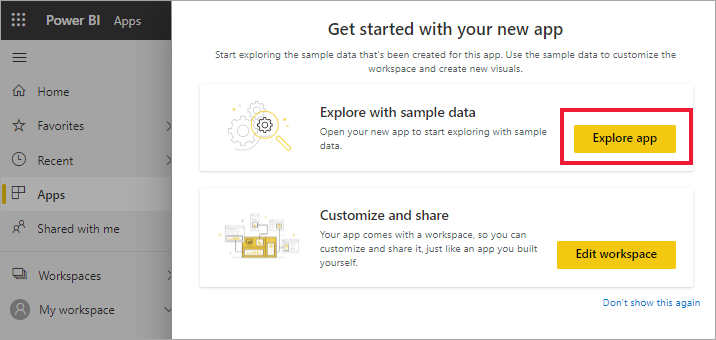 Power BI Apps
Home
Favorites
Recent
Apps
Shared with me
Workspaces
My workspace
Get started with your new app
Start exploring the sample data that's been created for this app. Use the sample data to customize the
workspace and create new visuals.
Explore with sample data
Open your new app to start exploring with sample
data.
Explore app
Customize and share
Your app comes with a workspace, so you can
customize and share it, just like an app you built
yourself.
Edit workspace
Don't show this again